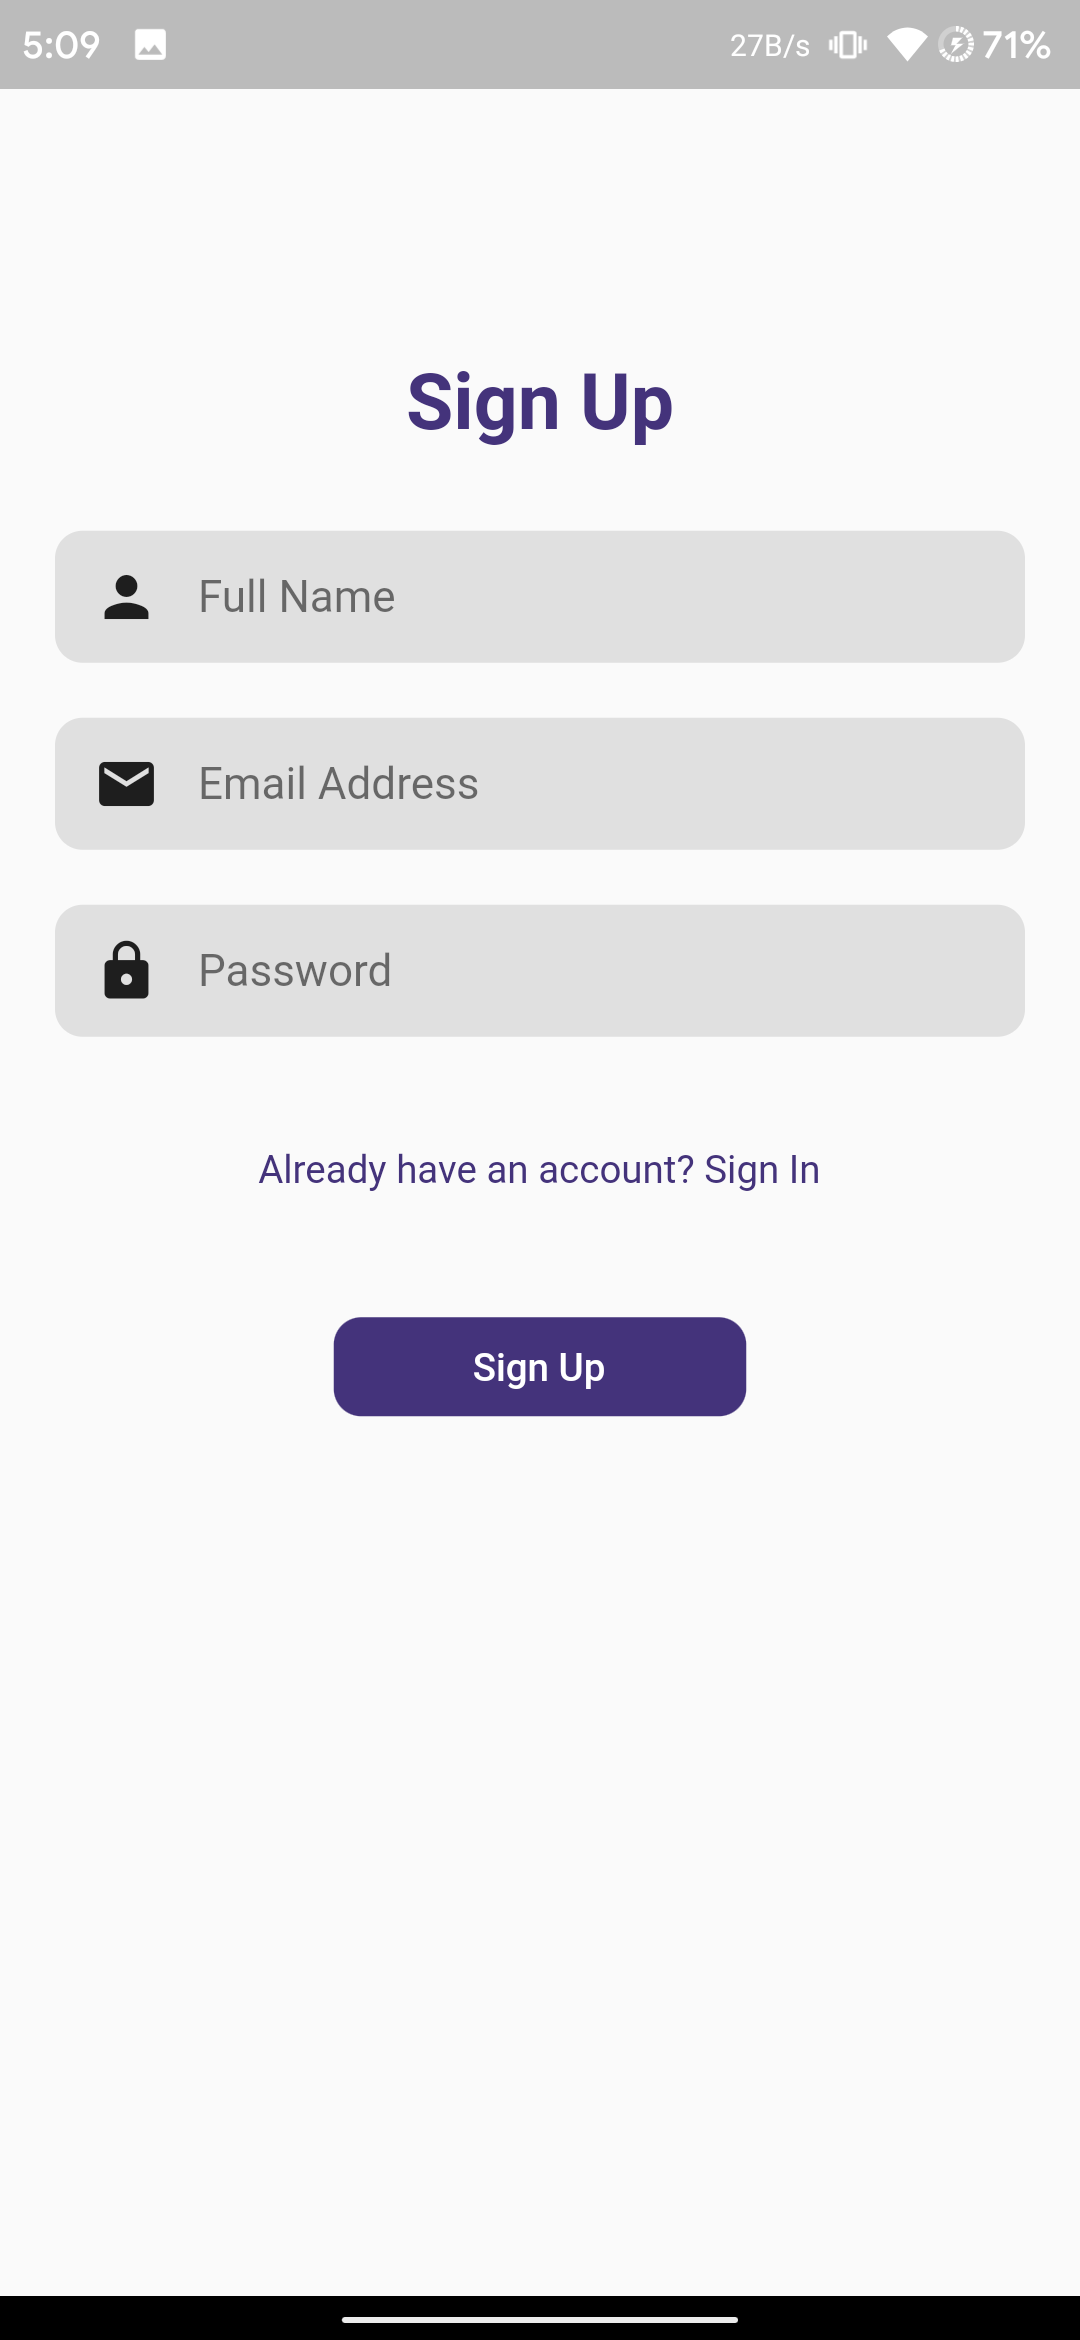 5:09 27B/s 71%
Sign Up
Full Name
Email Address
Password
Already have an account? Sign In
Sign Up